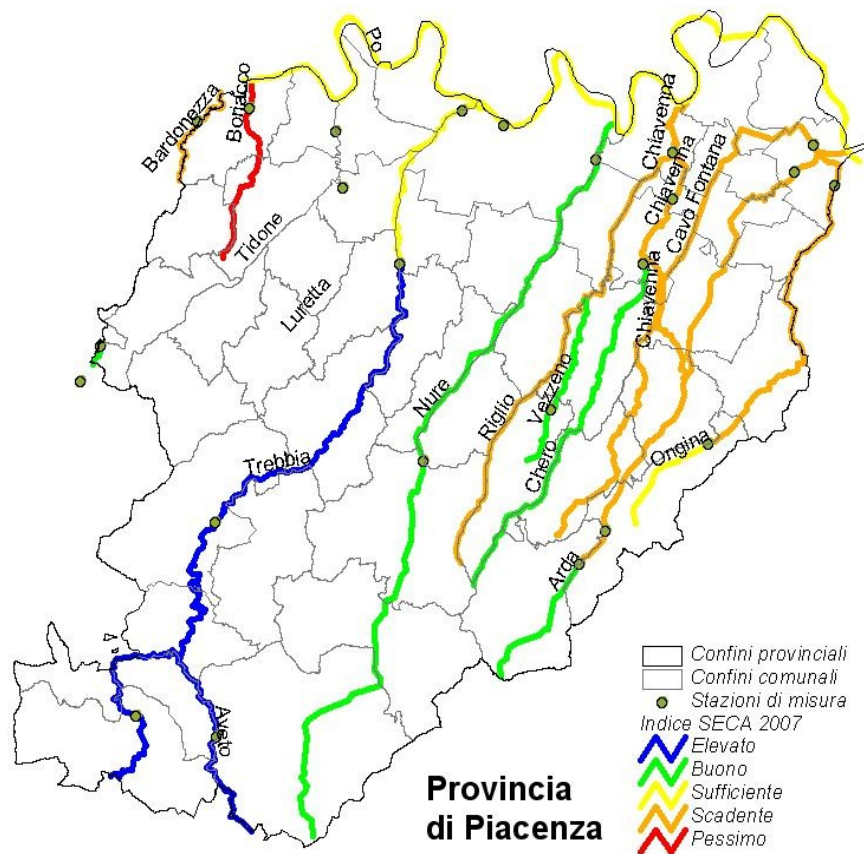 Po
Bardonezza
Boriacco
Tidone
Luretta
Trebbia
Aveto
Nure
Riglio
Vezzeno
Chero
Chiavenna
Chiavenna
Chiavenna
Cavo Fontana
Ongina
Arda
Confini provinciali
Confini comunali
Stazioni di misura
Indice SECA 2007
Elevato
Buono
Sufficiente
Scadente
Pessimo
Provincia
di Piacenza